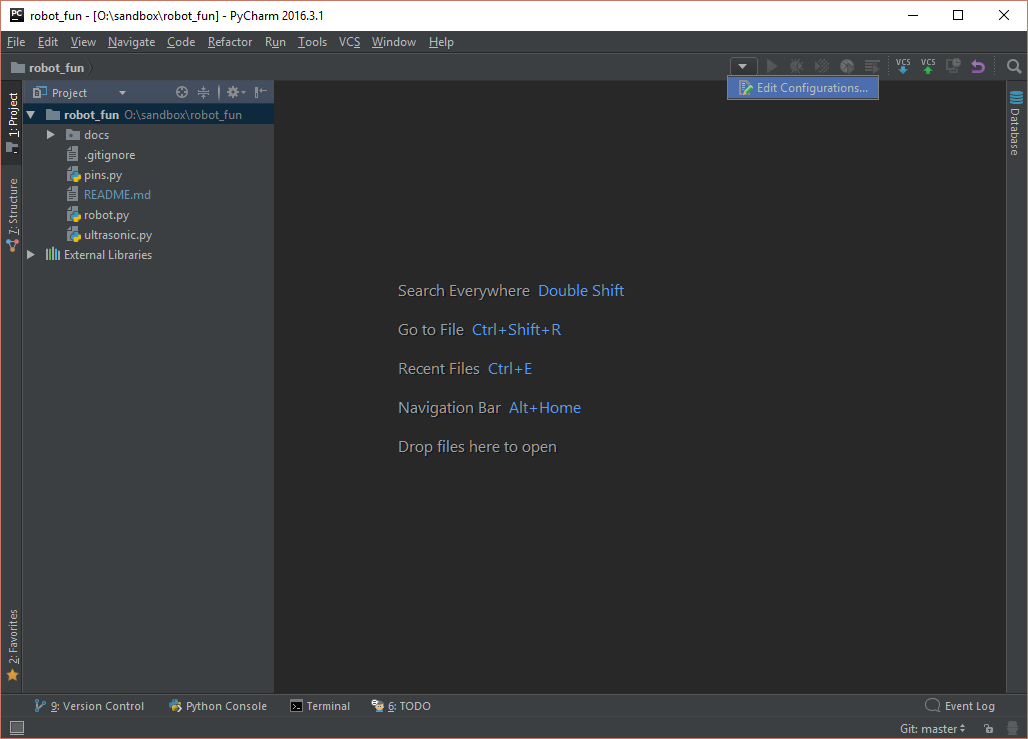 PC robot_fun - [O:\sandbox\robot_fun] - PyCharm 2016.3.1
File Edit View Navigate Code Refactor Run Tools VCS Window Help
robot_fun
VCS VCS
Edit Configurations...
1: Project
7: Structure
2: Favorites
Project
robot_fun O:\sandbox\robot_fun
docs
.gitignore
pins.py
README.md
robot.py
ultrasonic.py
External Libraries
Search Everywhere Double Shift
Go to File Ctrl+Shift+R
Recent Files Ctrl+E
Navigation Bar Alt+Home
Drop files here to open
Database
9: Version Control Python Console Terminal 6: TODO Event Log
Git: master